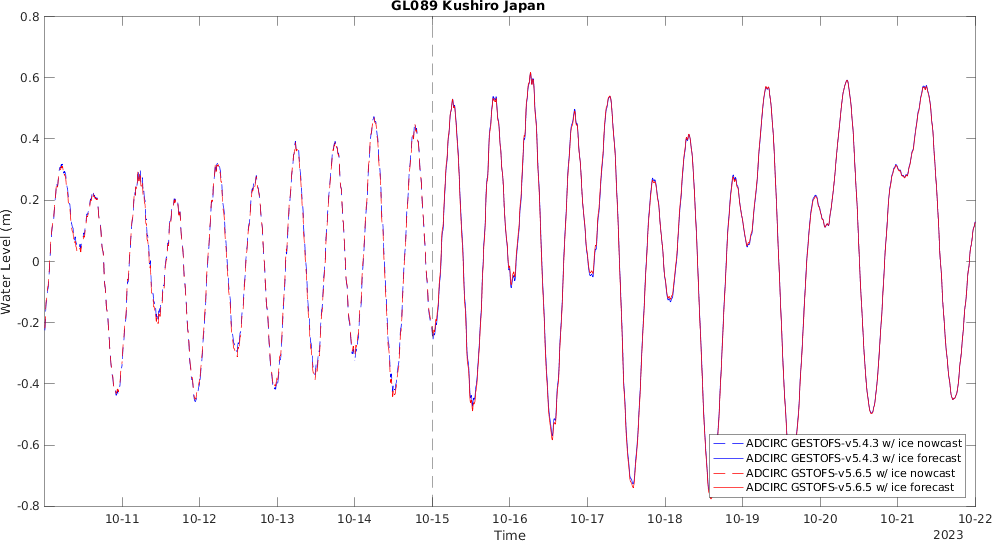 GL089 Kushiro Japan
0.8
0.6
0.4
0.2
0
-0.2
-0.4
-0.6
-0.8
Water Level (m)
ADCIRC GESTOFS-v5.4.3 w/ ice nowcast
ADCIRC GESTOFS-v5.4.3 w/ ice forecast
ADCIRC GSTOFS-v5.6.5 w/ ice nowcast
ADCIRC GSTOFS-v5.6.5 w/ ice forecast
10-11 10-12 10-13 10-14 10-15 10-16 10-17 10-18 10-19 10-20 10-21 10-22
Time
2023